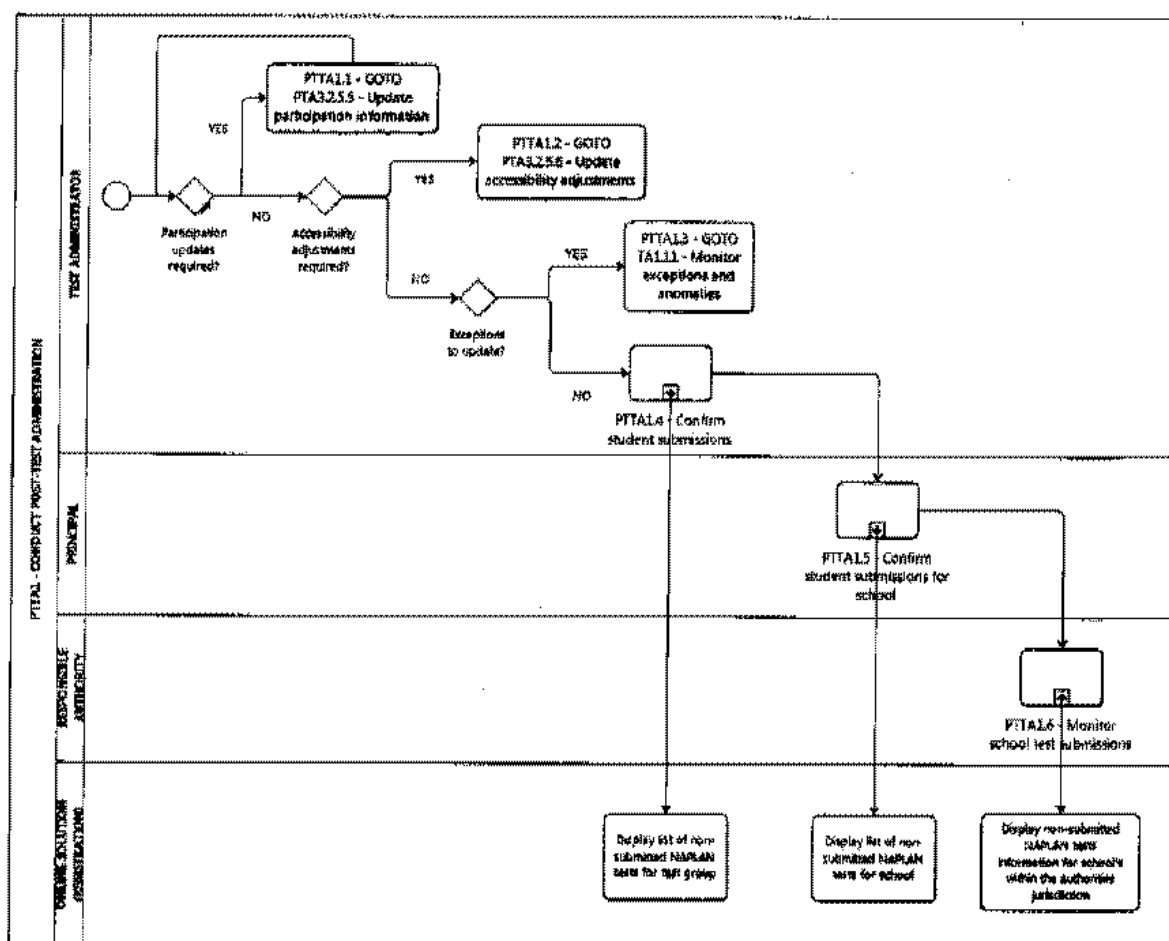 PTTA1 - CONDUCT POST-TEST ADMINISTRATION
TEST ADMINISTRATOR
PTTA1.1 - GOTO
PTA3.2.5.5 - Update
participation information
YES
PTTA1.2 - GOTO
PTA3.2.5.6 - Update
accessibility adjustments
YES
NO
Participation
updates
required?
Accessibility
adjustments
required?
PTTA1.3 - GOTO
TA1.1.1 - Monitor
exceptions and
anomalies
YES
NO
Exceptions
to update?
NO
PTTA1.4 - Confirm
student submissions
PRINCIPAL
PTTA1.5 - Confirm
student submissions for
school
RESPONSIBLE
AUTHORITY
PTTA1.6 - Monitor
school test submissions
ONLINE SOLUTION
Display list of non-
submitted NAPLAN
tests for test group
Display list of non-
submitted NAPLAN
tests for school
Display non-submitted
NAPLAN tests
information for school's
within the authorities
jurisdiction